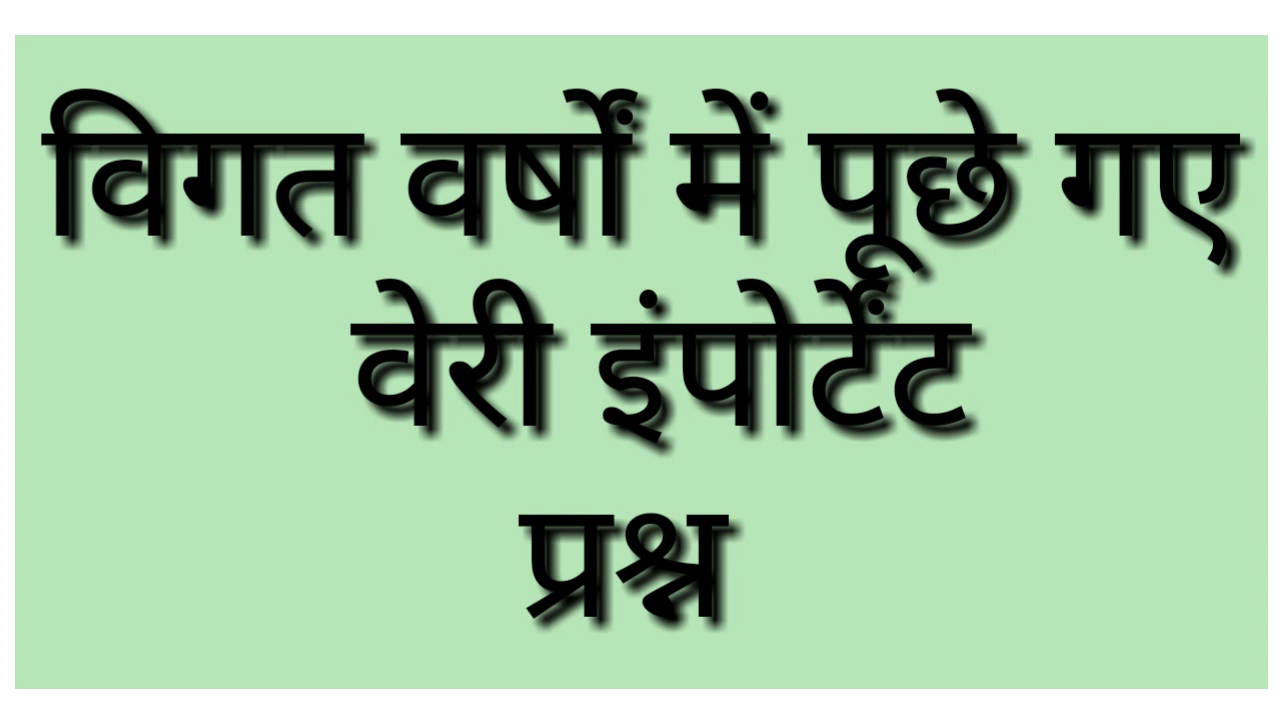 विगत वर्षों में पूछे गए
वेरी इंपोर्टेंट
प्रश्न